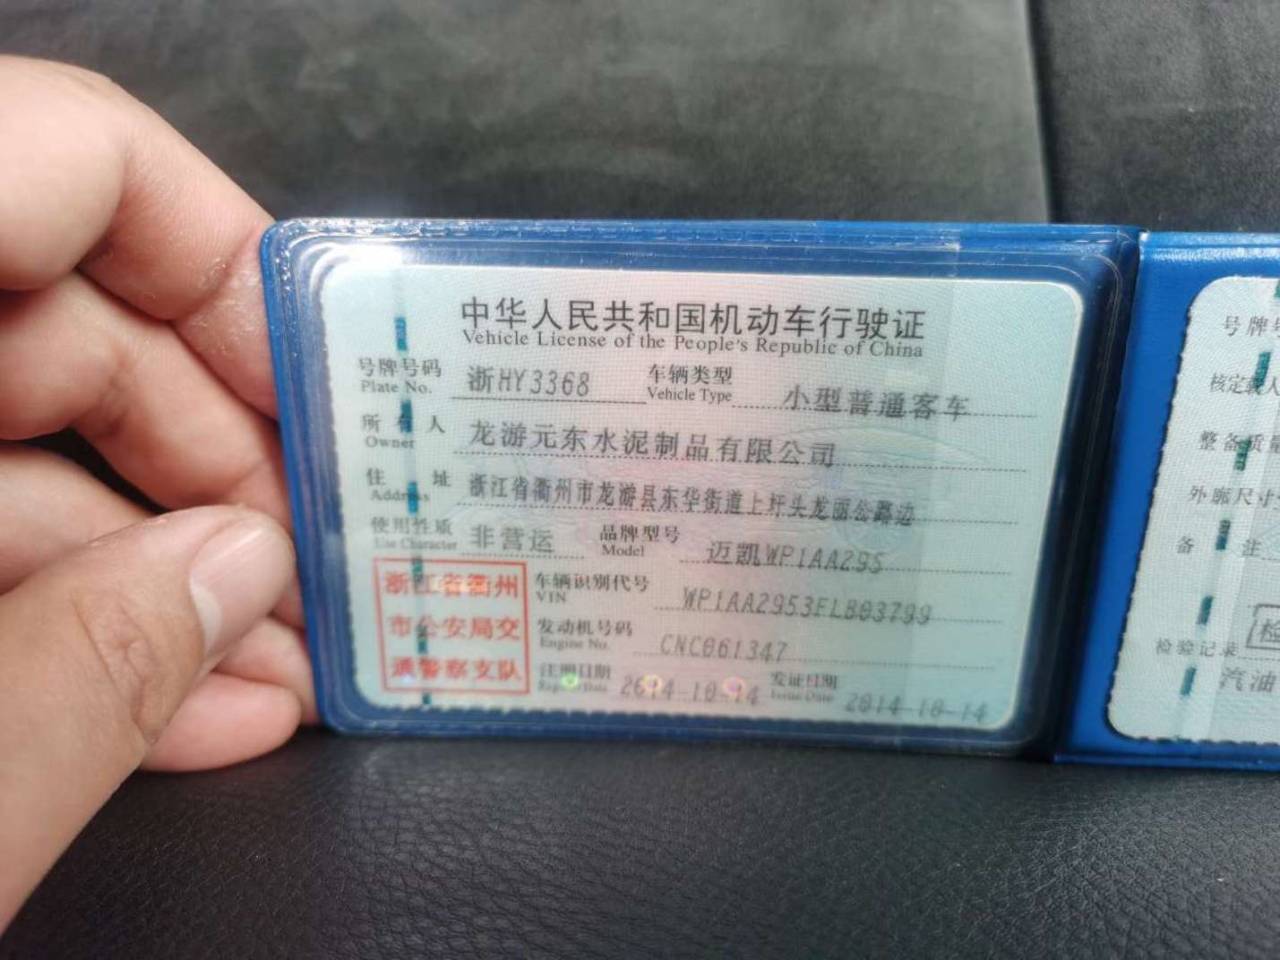 中华人民共和国机动车行驶证
Vehicle License of the People's Republic of China
号牌号码 浙HY3368 车辆类型 小型普通客车
Plate No. Vehicle Type
所有人 龙游元东水泥制品有限公司
Owner
住址 浙江省衢州市龙游县东华街道上圩头龙丽公路边
Address
使用性质 非营运 品牌型号 迈凯WP1AA295
Use Character Model
浙江省衢州
市公安局交
通警察支队
车辆识别代号 WP1AA2953FLB03799
VIN
发动机号码 CNC061347
Engine No.
注册日期 2014-10-14 发证日期 2014-10-14
Register Date Issue Date
号牌
核定载人
整备质量
外廓尺寸
备注
检
检验记录
汽油